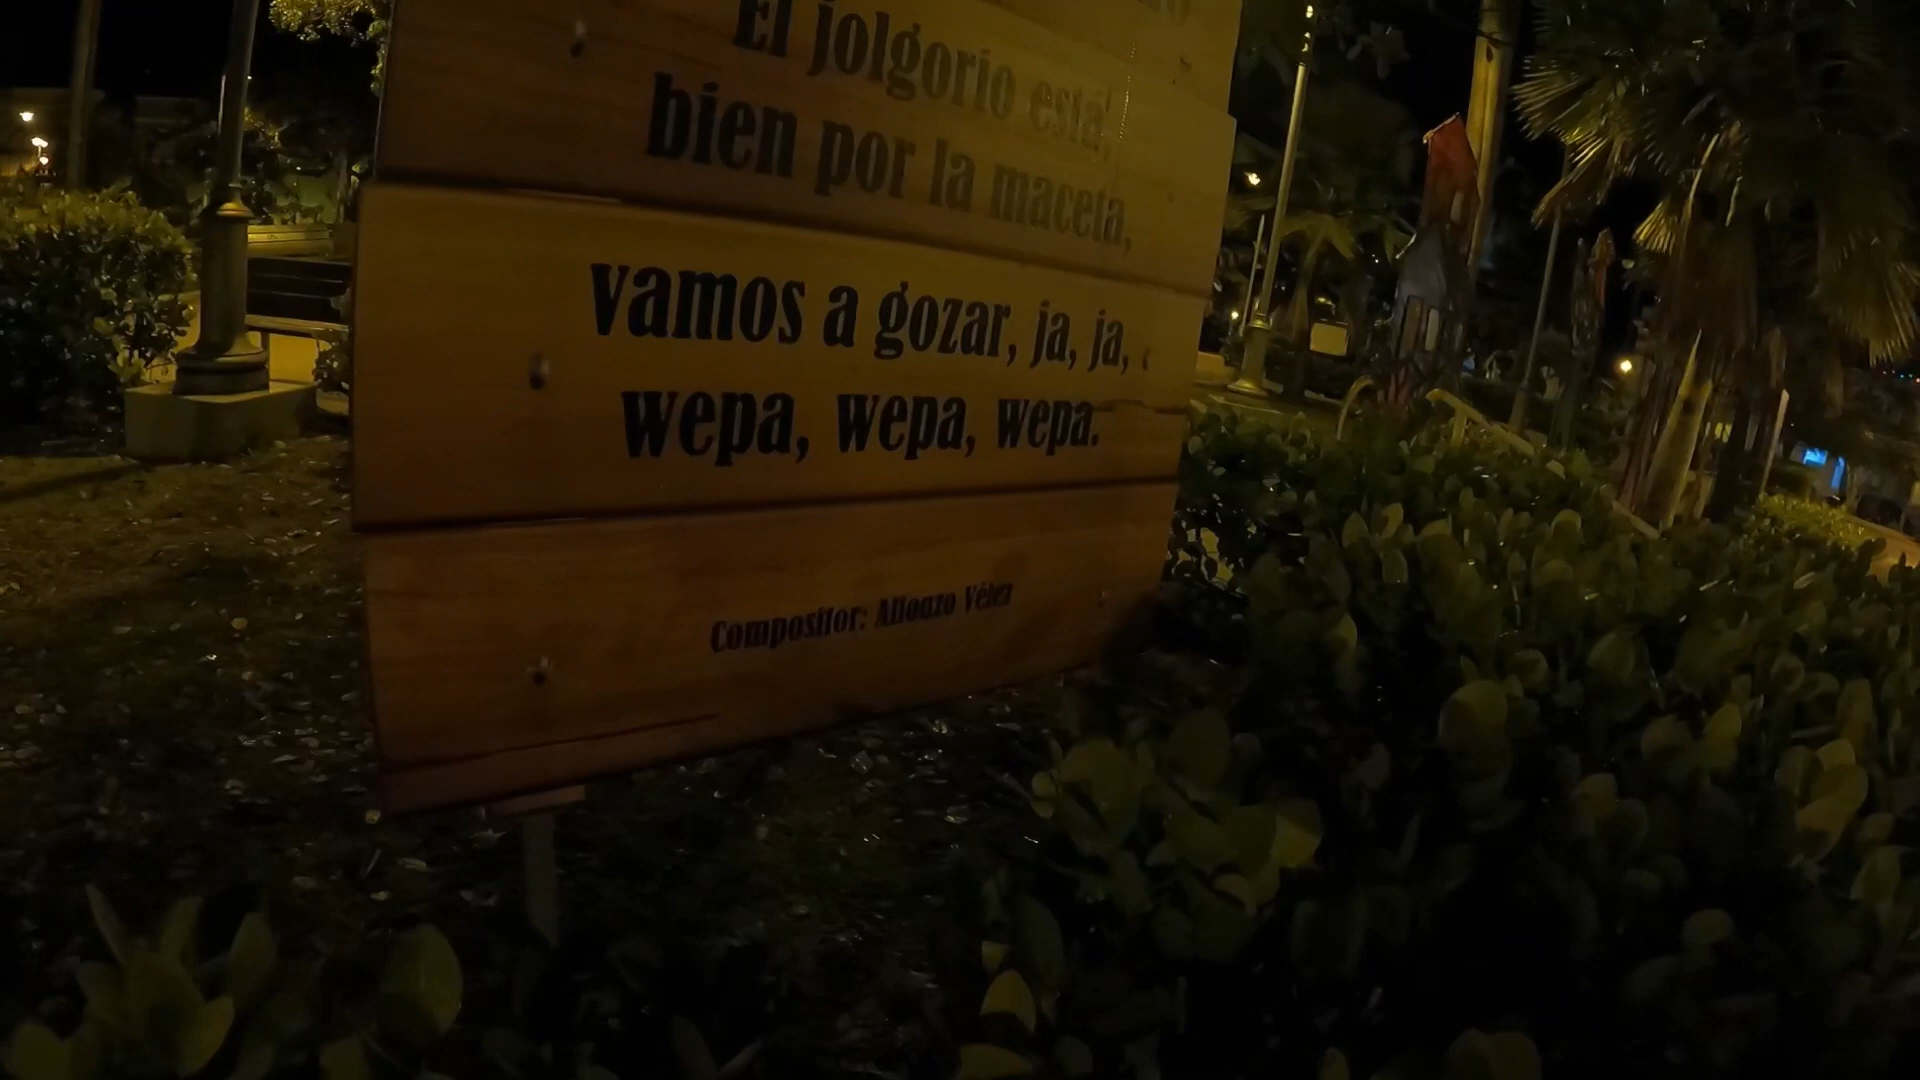 El jolgorio está,
bien por la maceta,
vamos a gozar, ja, ja,
wepa, wepa, wepa.
Compositor: Alfonzo Vélez